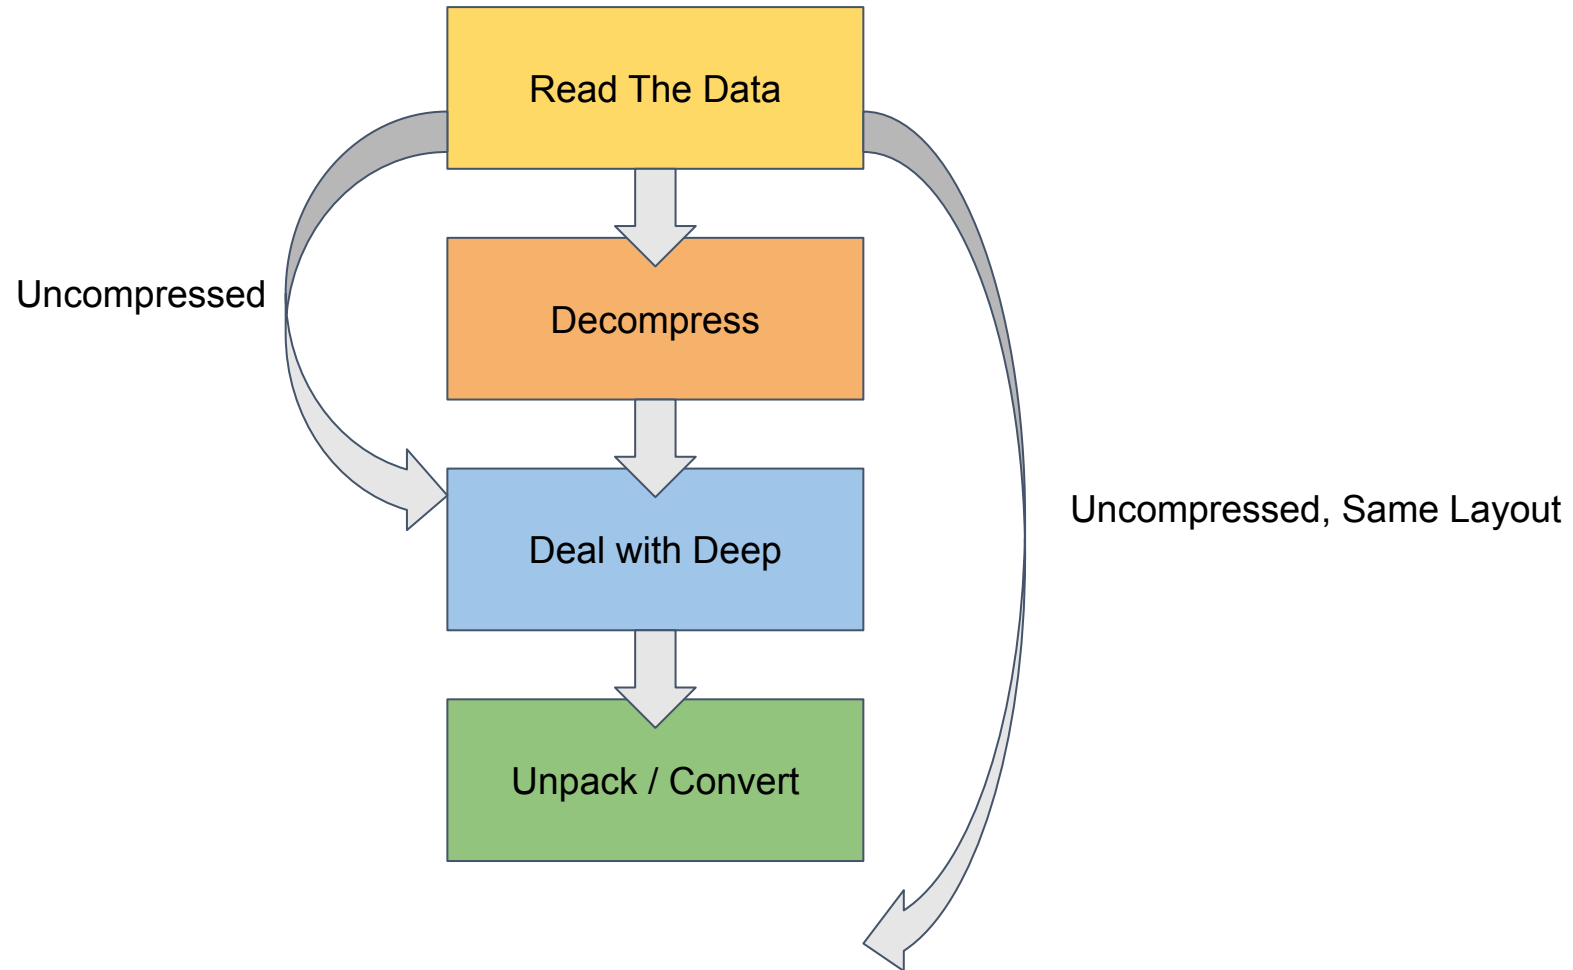 Read The Data
Uncompressed
Decompress
Uncompressed, Same Layout
Deal with Deep
Unpack / Convert